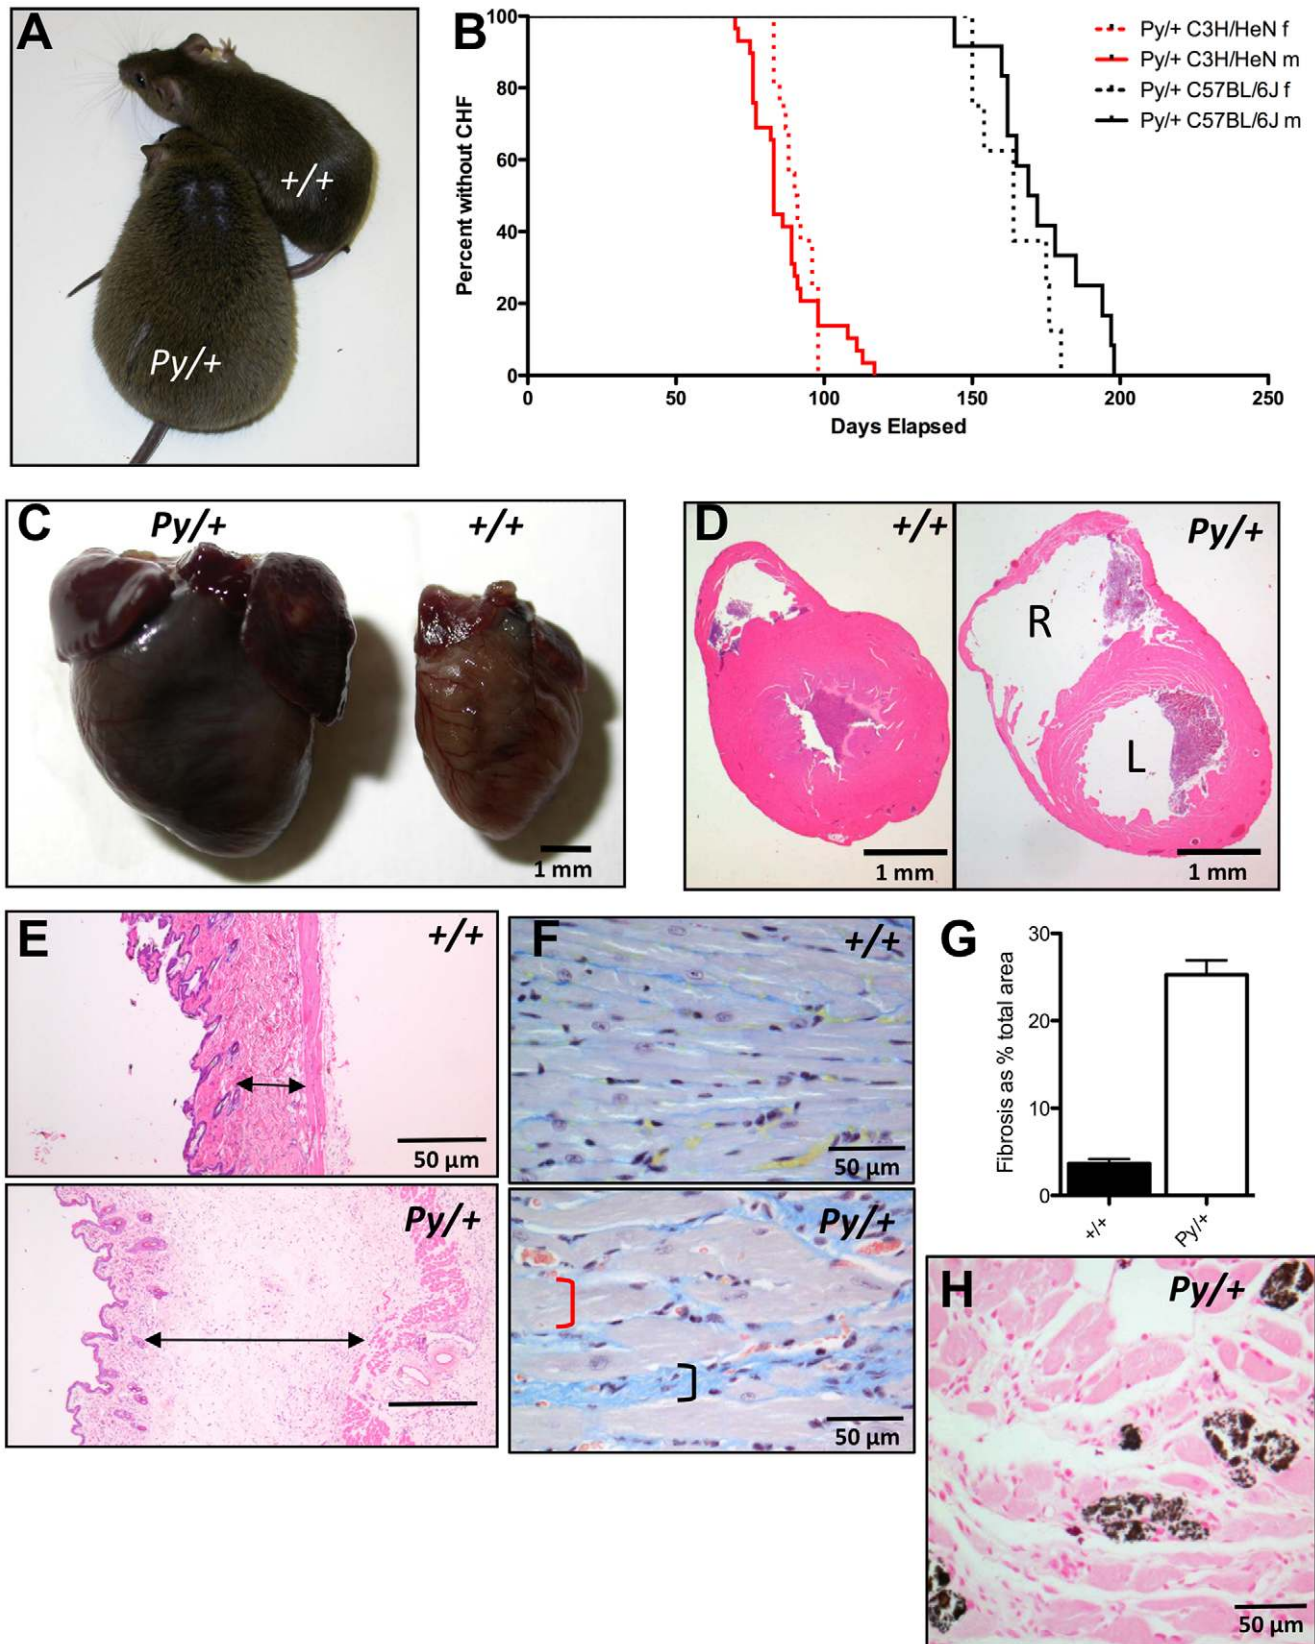 A
+/+
Py/+
B
Percent without CHF
100
80
60
40
20
0
0 50 100 150 200 250
Days Elapsed
Py/+ C3H/HeN f
Py/+ C3H/HeN m
Py/+ C57BL/6J f
Py/+ C57BL/6J m
C
Py/+
+/+
1 mm
D
+/+
Py/+
R
L
1 mm
1 mm
E
+/+
50 µm
Py/+
F
+/+
50 µm
Py/+
50 µm
G
Fibrosis as % total area
30
20
10
0
+/+
Py/+
H
Py/+
50 µm